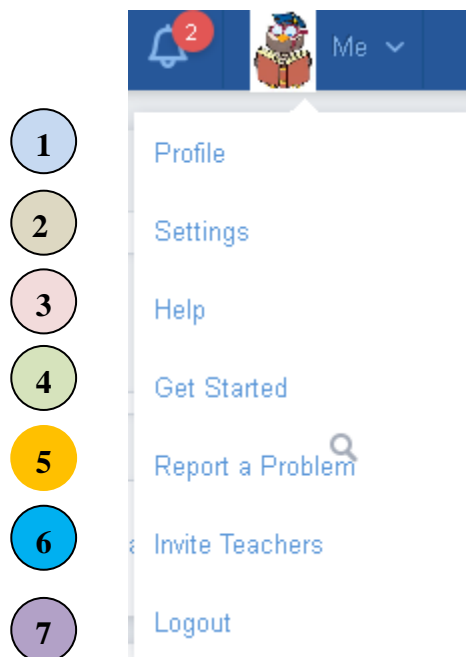 2
Me
1 Profile
2 Settings
3 Help
4 Get Started
5 Report a Problem
6 Invite Teachers
7 Logout